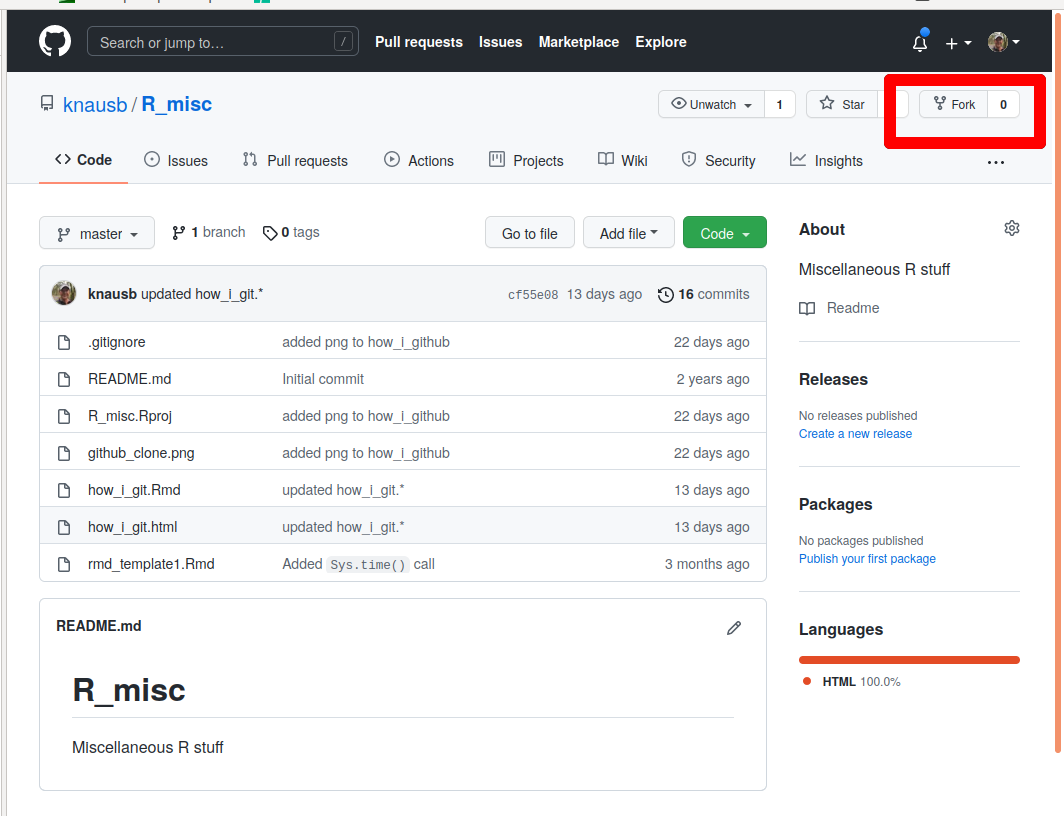 Search or jump to… / Pull requests Issues Marketplace Explore
knausb / R_misc Unwatch 1 Star Fork 0
Code Issues Pull requests Actions Projects Wiki Security Insights ...
master 1 branch 0 tags Go to file Add file Code
knausb updated how_i_git.* cf55e08 13 days ago 16 commits
.gitignore added png to how_i_github 22 days ago
README.md Initial commit 2 years ago
R_misc.Rproj added png to how_i_github 22 days ago
github_clone.png added png to how_i_github 22 days ago
how_i_git.Rmd updated how_i_git.* 13 days ago
how_i_git.html updated how_i_git.* 13 days ago
rmd_template1.Rmd Added Sys.time() call 3 months ago
README.md
R_misc
Miscellaneous R stuff
About
Miscellaneous R stuff
Readme
Releases
No releases published
Create a new release
Packages
No packages published
Publish your first package
Languages
HTML 100.0%